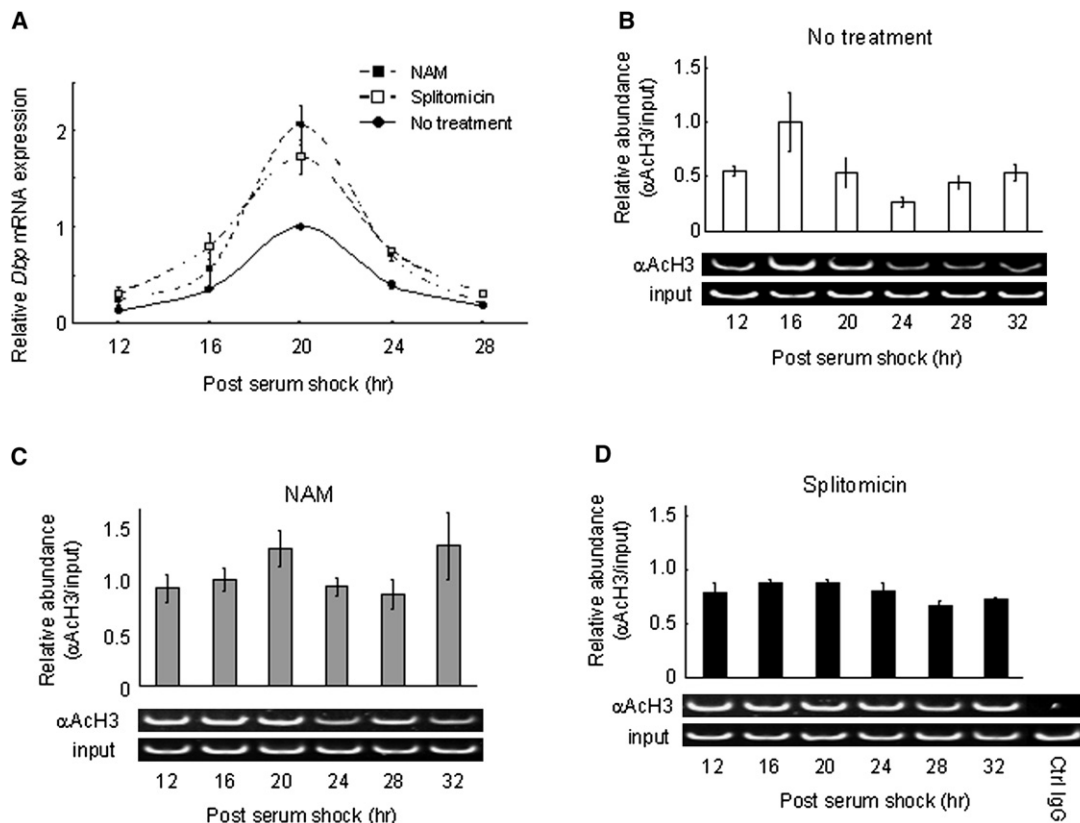 A
NAM
Splitomicin
No treatment
Relative Dbp mRNA expression
2
1
0
12 16 20 24 28
Post serum shock (hr)
B
No treatment
Relative abundance
(αAcH3/input)
1.5
1.0
0.5
0
αAcH3
input
12 16 20 24 28 32
Post serum shock (hr)
C
NAM
Relative abundance
(αAcH3/input)
1.5
1.0
0.5
0
αAcH3
input
12 16 20 24 28 32
Post serum shock (hr)
D
Splitomicin
Relative abundance
(αAcH3/input)
1.5
1.0
0.5
0
αAcH3
input
12 16 20 24 28 32 Ctrl IgG
Post serum shock (hr)